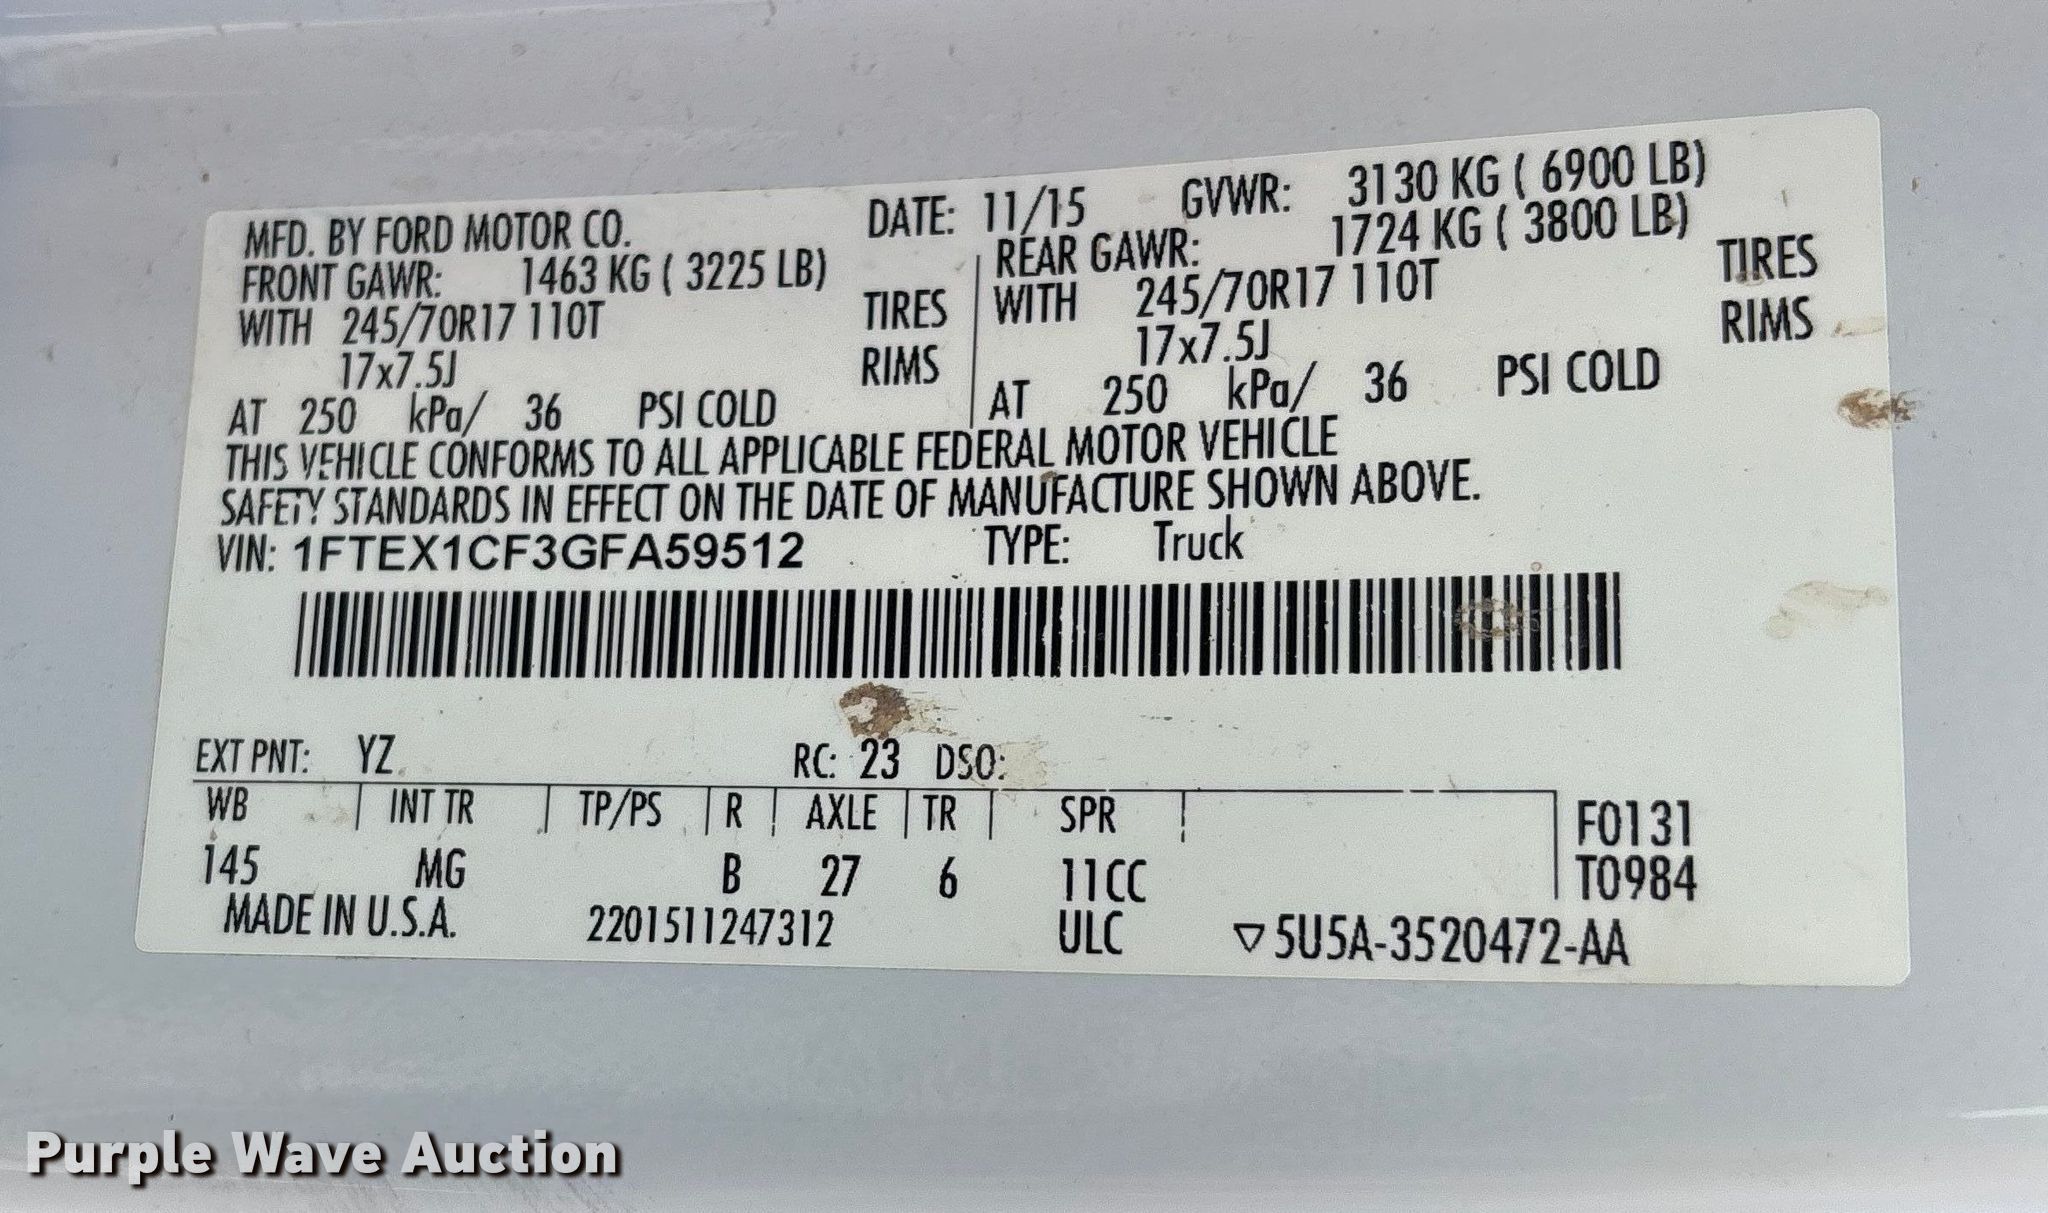 MFD. BY FORD MOTOR CO. DATE: 11/15 GVWR: 3130 KG ( 6900 LB)
FRONT GAWR: 1463 KG ( 3225 LB) REAR GAWR: 1724 KG ( 3800 LB)
WITH 245/70R17 110T TIRES WITH 245/70R17 110T TIRES
17x7.5J RIMS 17x7.5J RIMS
AT 250 kPa/ 36 PSI COLD AT 250 kPa/ 36 PSI COLD
THIS VEHICLE CONFORMS TO ALL APPLICABLE FEDERAL MOTOR VEHICLE
SAFETY STANDARDS IN EFFECT ON THE DATE OF MANUFACTURE SHOWN ABOVE.
VIN: 1FTEX1CF3GFA59512 TYPE: Truck
EXT PNT: YZ RC: 23 DSO:
WB INT TR TP/PS R AXLE TR SPR F0131
145 MG B 27 6 11CC T0984
MADE IN U.S.A. 2201511247312 ULC ▽5U5A-3520472-AA
Purple Wave Auction